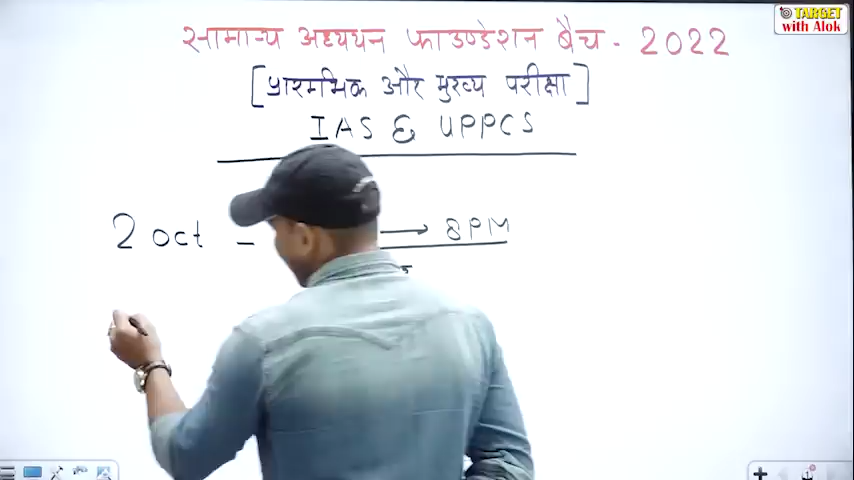 सामान्य अध्ययन फाउण्डेशन बैच - 2022
[प्रारम्भिक और मुख्य परीक्षा]
IAS & UPPCS
2 Oct - → 8PM
TARGET
with Alok